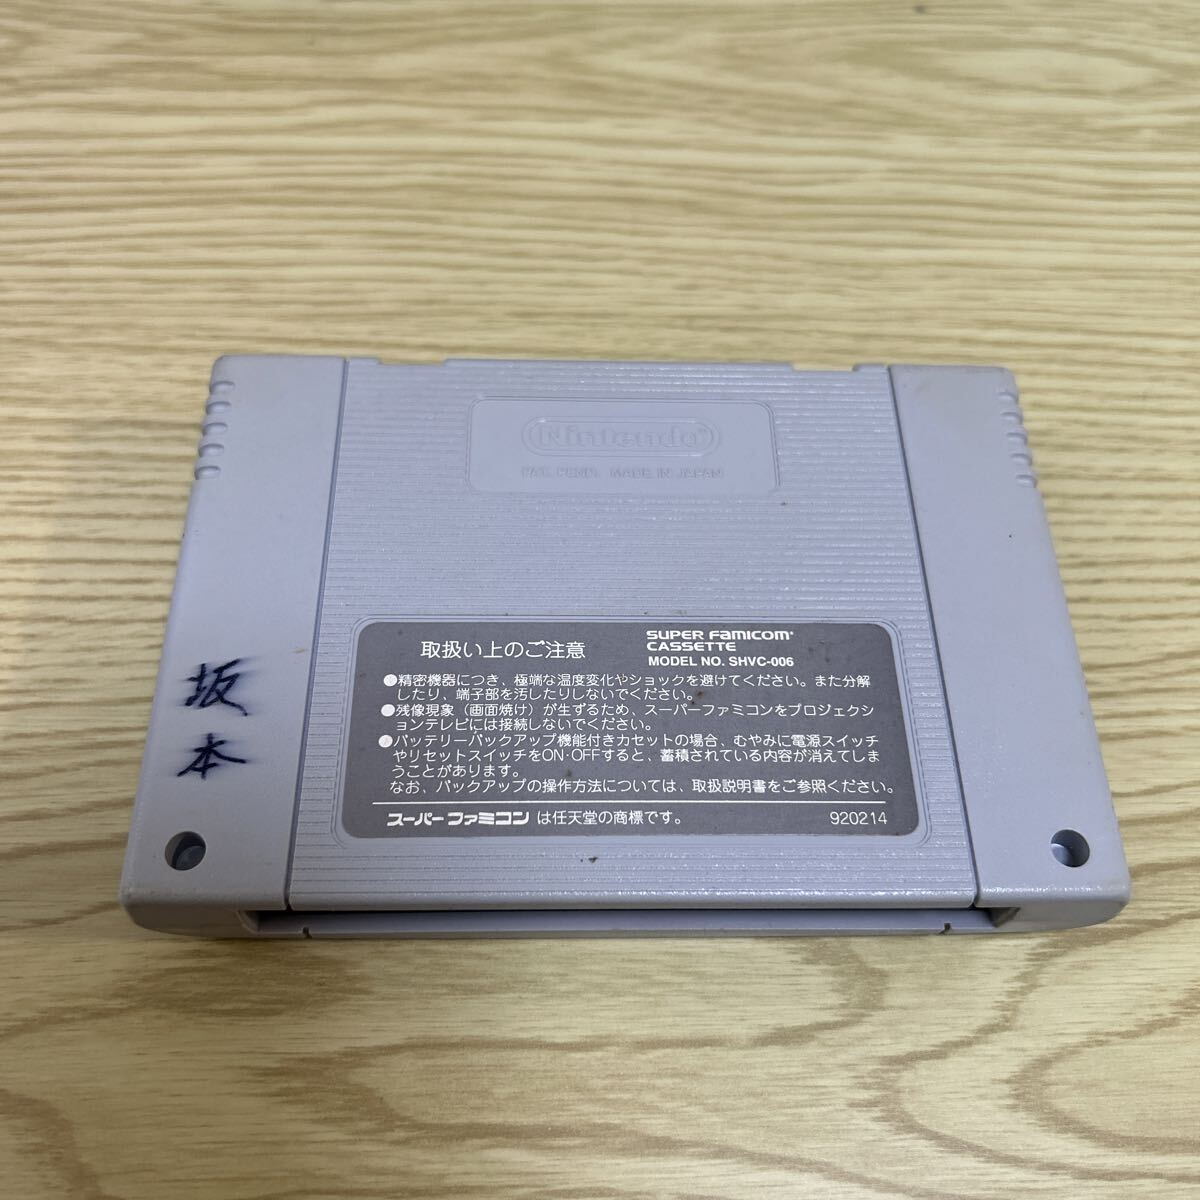 Nintendo
PAT. PEND. MADE IN JAPAN
取扱い上のご注意
SUPER FAMICOM
CASSETTE
MODEL NO. SHVC-006
●精密機器につき、極端な温度変化やショックを避けてください。また分解
したり、端子部を汚したりしないでください。
●残像現象（画面焼け）が生ずるため、スーパーファミコンをプロジェクシ
ョンテレビには接続しないでください。
●バッテリーバックアップ機能付きカセットの場合、むやみに電源スイッチ
やリセットスイッチをON・OFFすると、蓄積されている内容が消えてしま
うことがあります。
なお、バックアップの操作方法については、取扱説明書をご参照ください。
スーパーファミコン は任天堂の商標です。
920214
坂
本